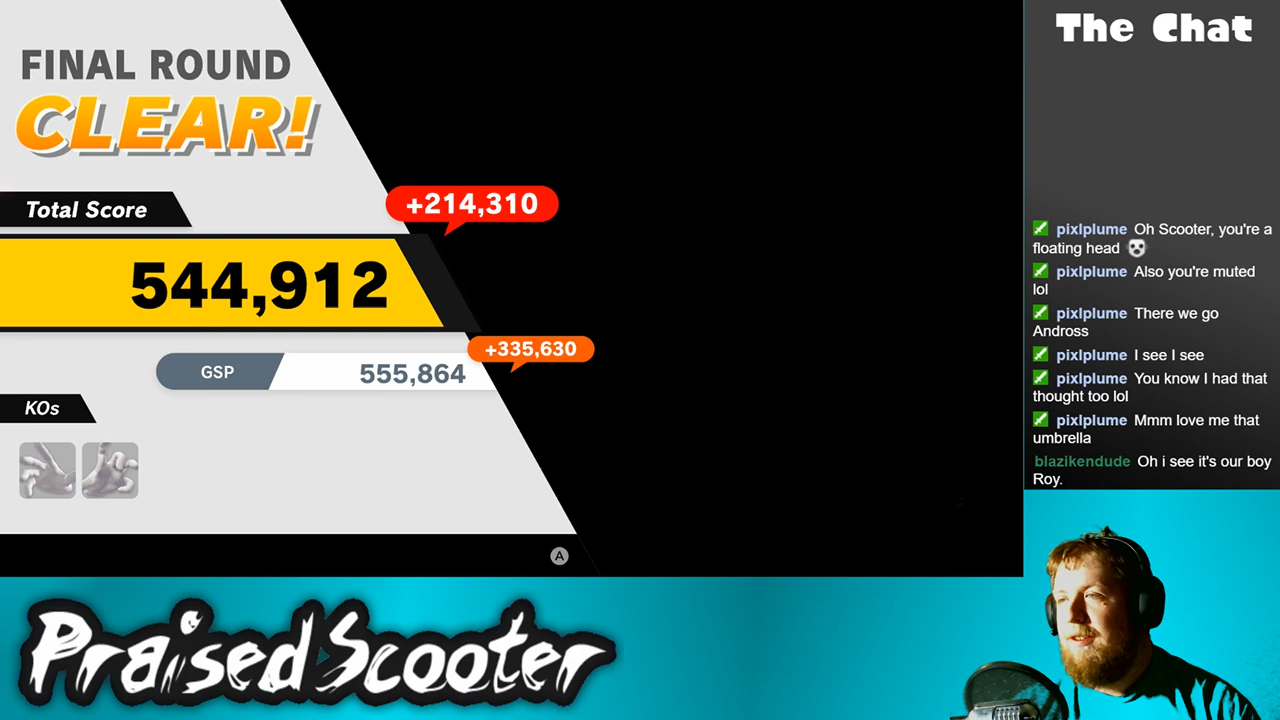 FINAL ROUND
CLEAR!
Total Score
+214,310
544,912
+335,630
GSP 555,864
KOs
A
The Chat
pixlplume Oh Scooter, you're a
floating head
pixlplume Also you're muted
lol
pixlplume There we go
Andross
pixlplume I see I see
pixlplume You know I had that
thought too lol
pixlplume Mmm love me that
umbrella
blazikendude Oh i see it's our boy
Roy.
PraisedScooter